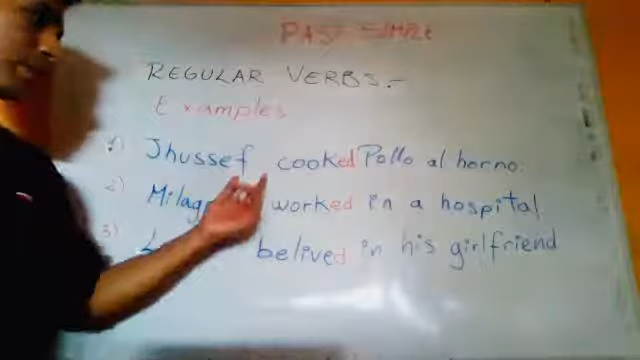 PAST SIMPLE
REGULAR VERBS.-
Examples
1) Jhussef cooked Pollo al horno
2) worked in a hospital
3) belived in his girlfriend